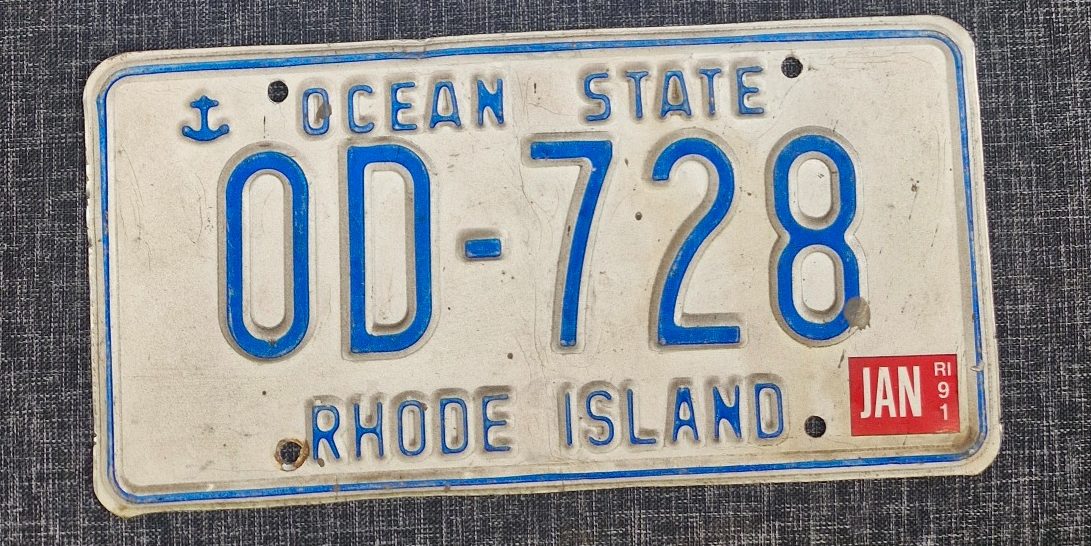 OCEAN STATE
OD-728
RHODE ISLAND
JAN RI 91